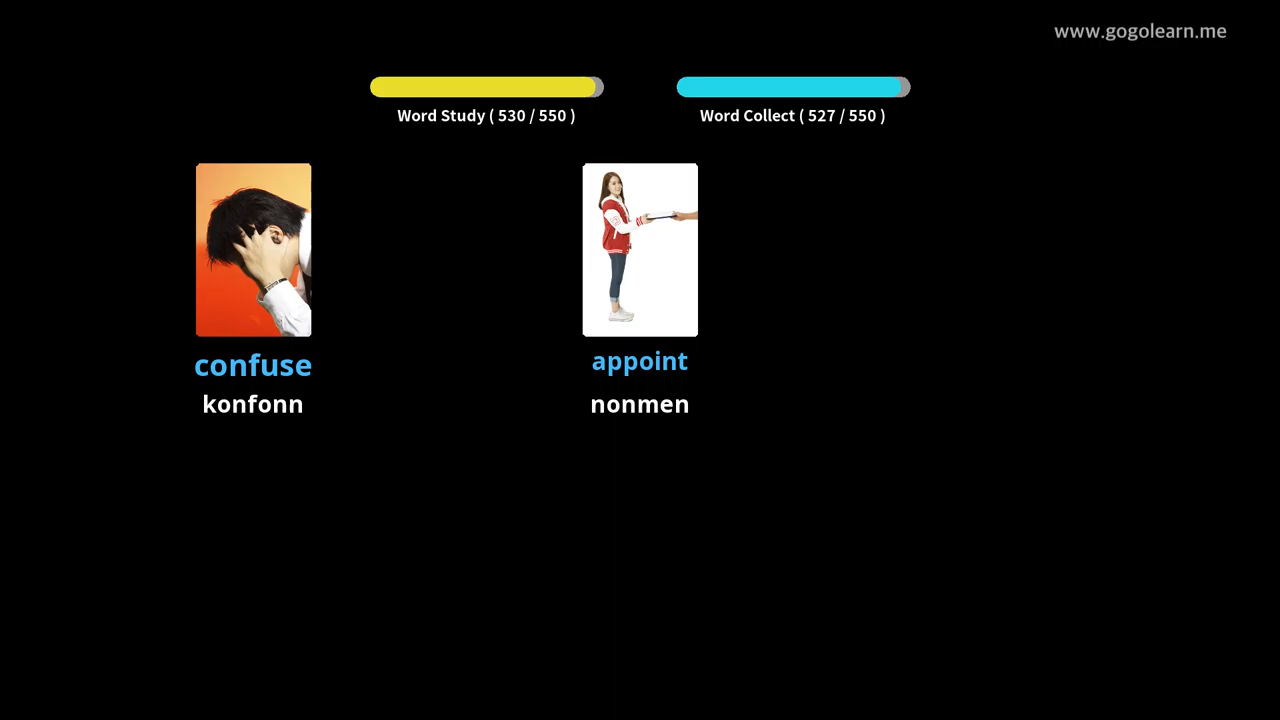 www.gogolearn.me
Word Study ( 530 / 550 )
Word Collect ( 527 / 550 )
confuse
konfonn
appoint
nonmen